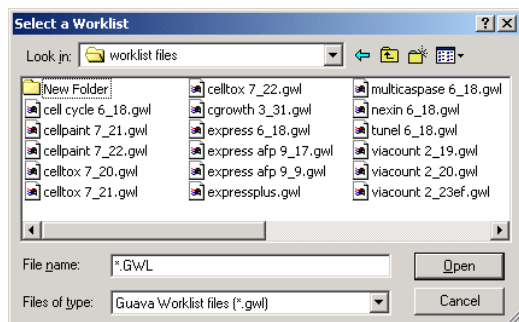 Select a Worklist
Look in: worklist files
New Folder
cell cycle 6_18.gwl
cellpaint 7_21.gwl
cellpaint 7_22.gwl
celltox 7_20.gwl
celltox 7_21.gwl
celltox 7_22.gwl
cgrowth 3_31.gwl
express 6_18.gwl
express afp 9_17.gwl
express afp 9_9.gwl
expressplus.gwl
multicaspase 6_18.gwl
nexin 6_18.gwl
tunel 6_18.gwl
viacount 2_19.gwl
viacount 2_20.gwl
viacount 2_23ef.gwl
File name: *.GWL
Open
Files of type: Guava Worklist files (*.gwl)
Cancel